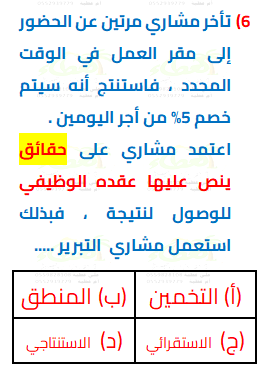 6) تأخر مشاري مرتين عن الحضور
إلى مقر العمل في الوقت
المحدد ، فاستنتج أنه سيتم
خصم 5% من أجر اليومين .
اعتمد مشاري على حقائق
ينص عليها عقده الوظيفي
للوصول لنتيجة ، فبذلك
استعمل مشاري التبرير .....
(أ) التخمين (ب) المنطق
(ج) الاستقرائي (د) الاستنتاجي